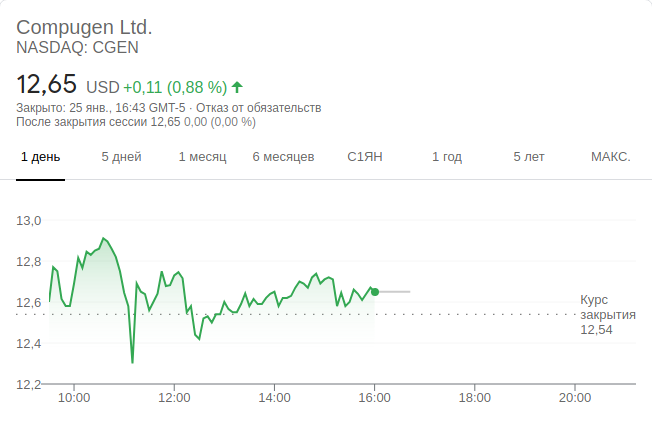 Compugen Ltd.
NASDAQ: CGEN
12,65 USD +0,11 (0,88 %)
Закрыто: 25 янв., 16:43 GMT-5 · Отказ от обязательств
После закрытия сессии 12,65 0,00 (0,00 %)
1 день 5 дней 1 месяц 6 месяцев С1ЯН 1 год 5 лет МАКС.
13,0
12,8
12,6
Курс
закрытия
12,54
12,4
12,2
10:00 12:00 14:00 16:00 18:00 20:00